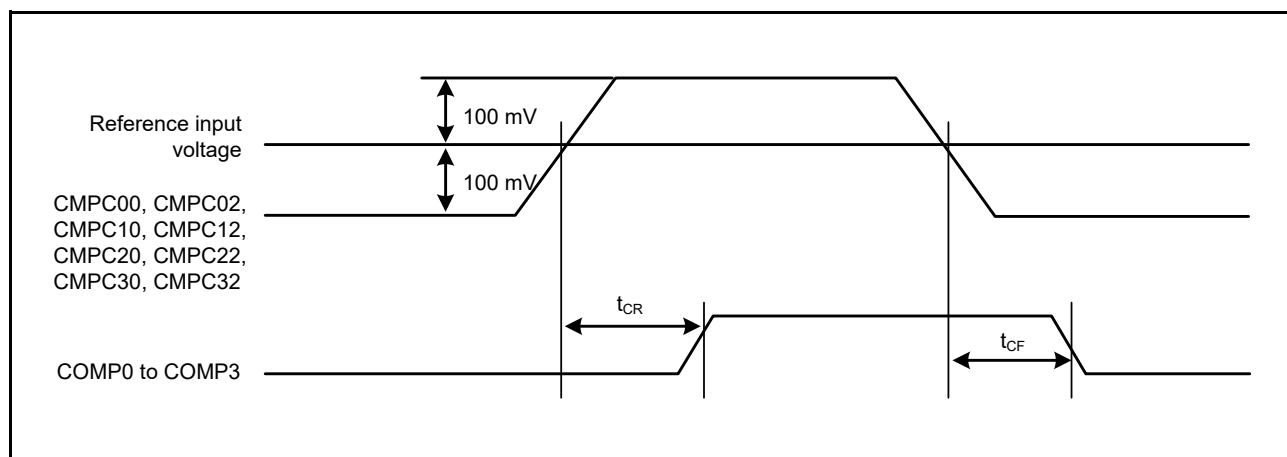 100 mV
Reference input
voltage
100 mV
CMPC00, CMPC02,
CMPC10, CMPC12,
CMPC20, CMPC22,
CMPC30, CMPC32
tCR
tCF
COMP0 to COMP3